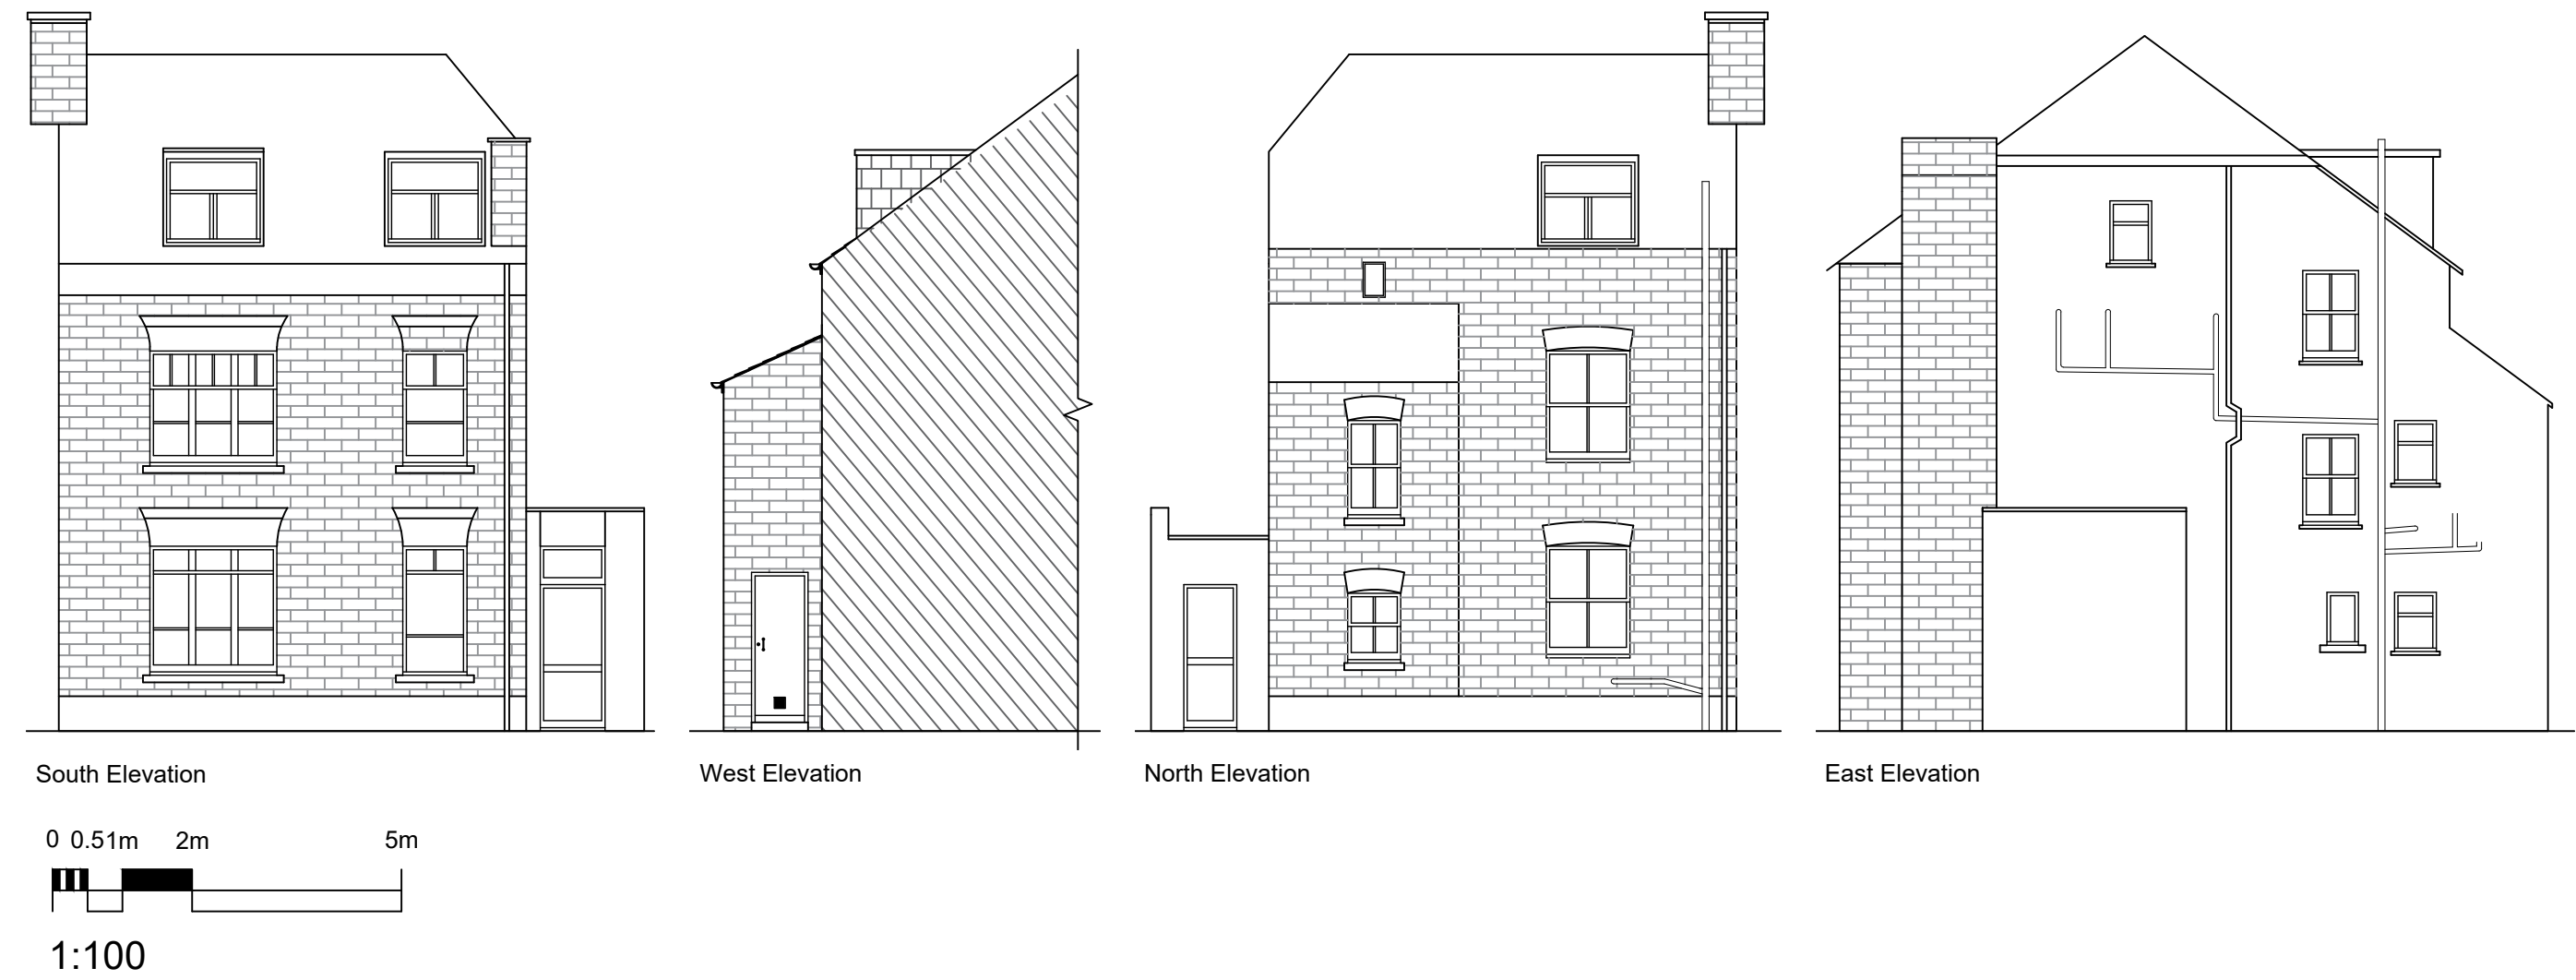 South Elevation
West Elevation
North Elevation
East Elevation
0 0.51m 2m 5m
1:100